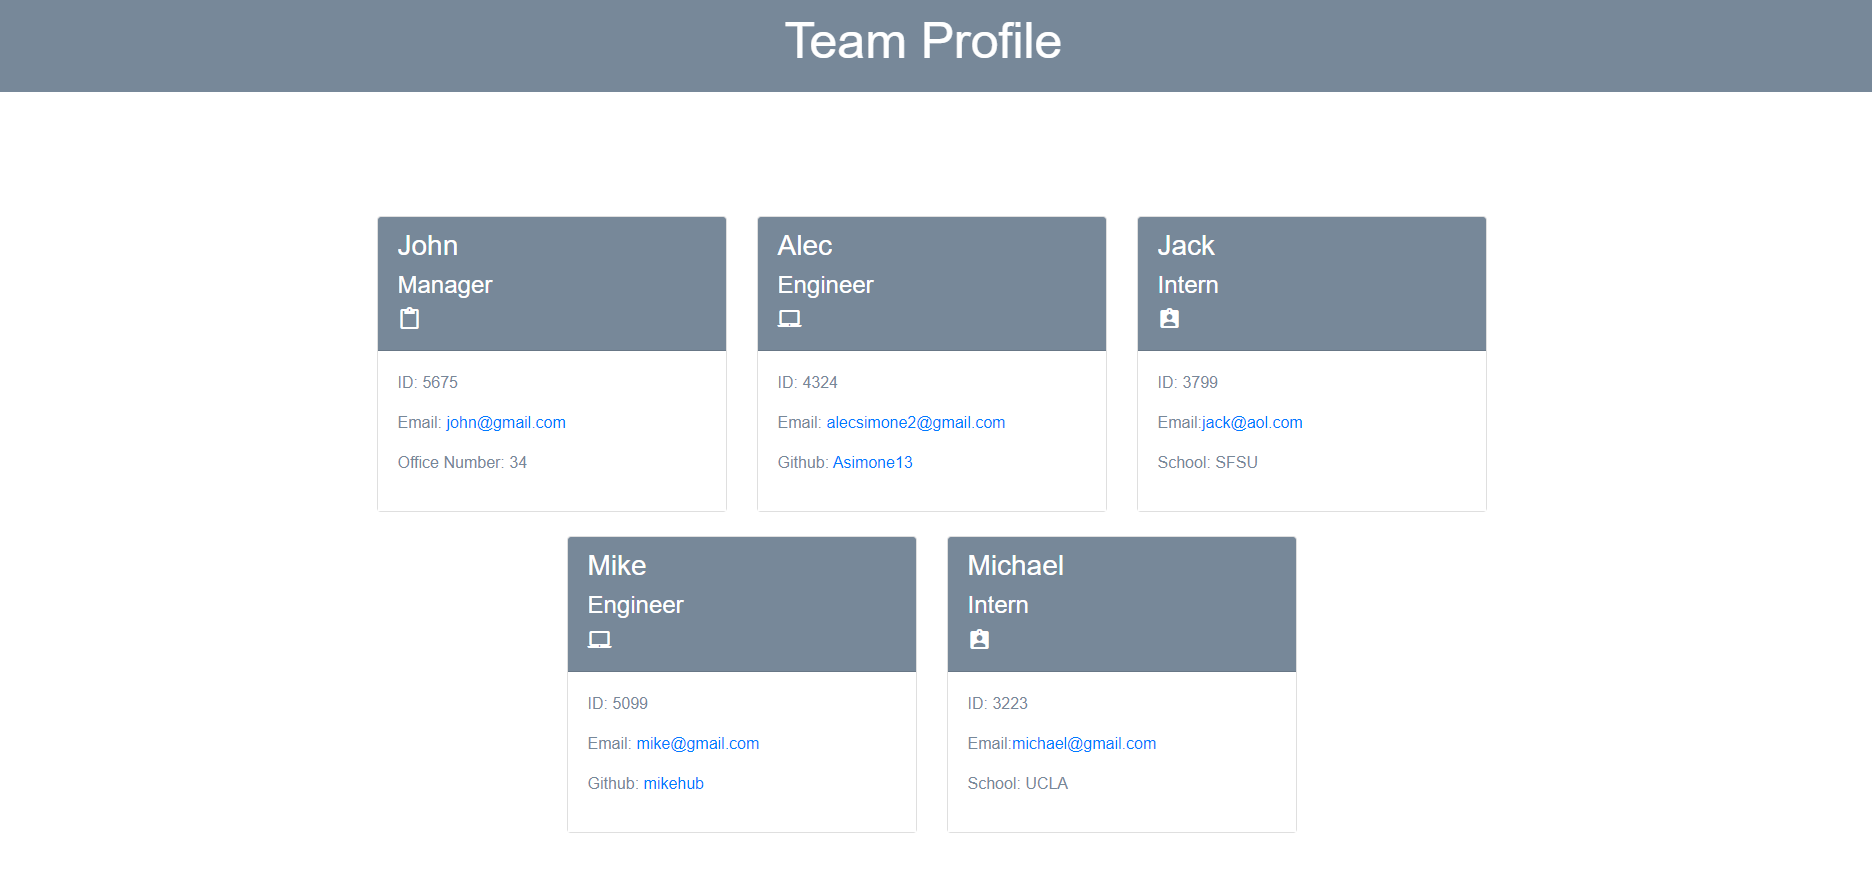 Team Profile
John
Manager
ID: 5675
Email: john@gmail.com
Office Number: 34
Alec
Engineer
ID: 4324
Email: alecsimone2@gmail.com
Github: Asimone13
Jack
Intern
ID: 3799
Email:jack@aol.com
School: SFSU
Mike
Engineer
ID: 5099
Email: mike@gmail.com
Github: mikehub
Michael
Intern
ID: 3223
Email:michael@gmail.com
School: UCLA